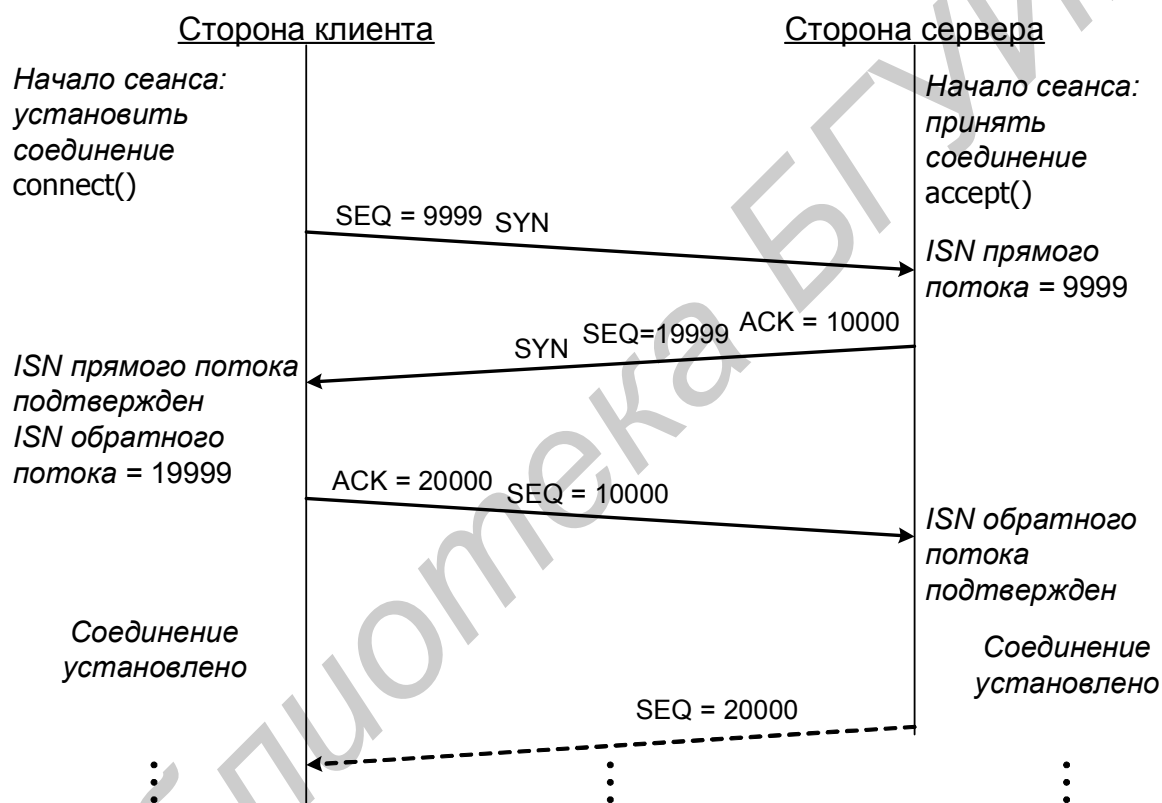 Сторона клиента
Сторона сервера
Начало сеанса:
установить
соединение
connect()
Начало сеанса:
принять
соединение
accept()
SEQ = 9999 SYN
ISN прямого
потока = 9999
SYN SEQ=19999 ACK = 10000
ISN прямого потока
подтвержден
ISN обратного
потока = 19999
ACK = 20000 SEQ = 10000
ISN обратного
потока
подтвержден
Соединение
установлено
Соединение
установлено
SEQ = 20000
блиотека БГУИ